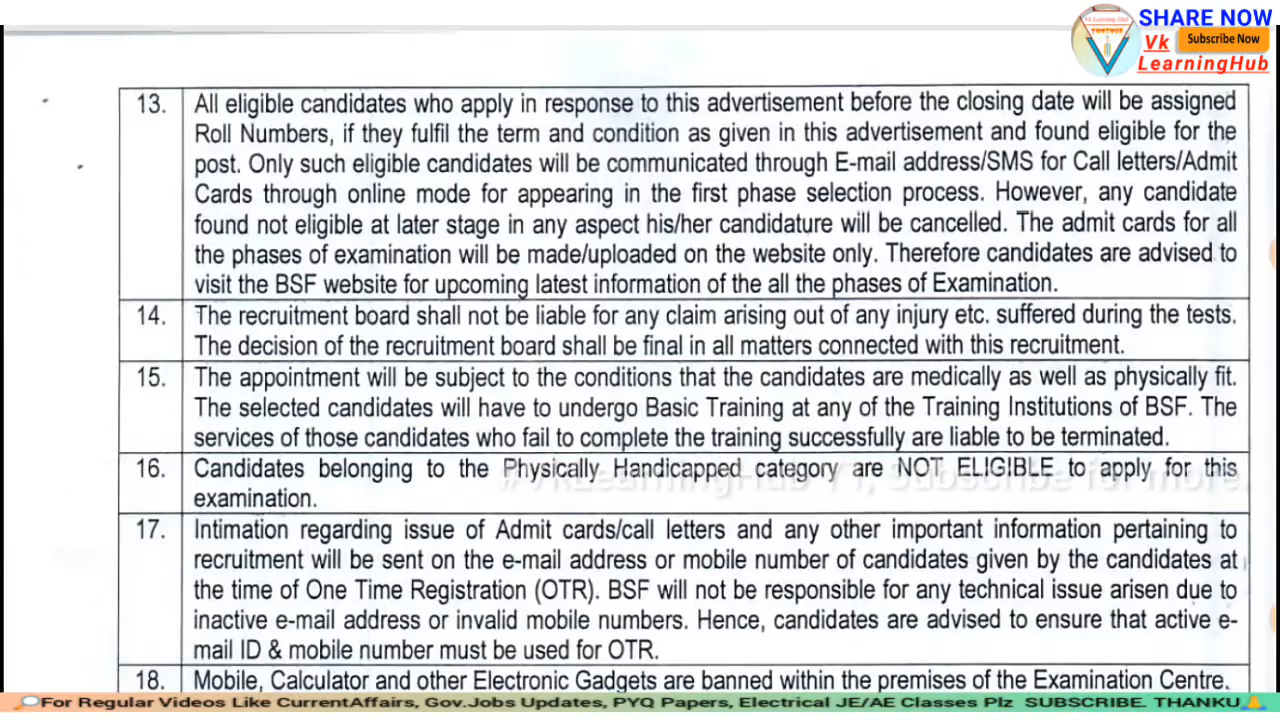 SHARE NOW
Vk Subscribe Now
LearningHub
13. All eligible candidates who apply in response to this advertisement before the closing date will be assigned
Roll Numbers, if they fulfil the term and condition as given in this advertisement and found eligible for the
post. Only such eligible candidates will be communicated through E-mail address/SMS for Call letters/Admit
Cards through online mode for appearing in the first phase selection process. However, any candidate
found not eligible at later stage in any aspect his/her candidature will be cancelled. The admit cards for all
the phases of examination will be made/uploaded on the website only. Therefore candidates are advised to
visit the BSF website for upcoming latest information of the all the phases of Examination.
14. The recruitment board shall not be liable for any claim arising out of any injury etc. suffered during the tests.
The decision of the recruitment board shall be final in all matters connected with this recruitment.
15. The appointment will be subject to the conditions that the candidates are medically as well as physically fit.
The selected candidates will have to undergo Basic Training at any of the Training Institutions of BSF. The
services of those candidates who fail to complete the training successfully are liable to be terminated.
16. Candidates belonging to the Physically Handicapped category are NOT ELIGIBLE to apply for this
#VkLearningHub YT, Subscribe for more.
examination.
17. Intimation regarding issue of Admit cards/call letters and any other important information pertaining to
recruitment will be sent on the e-mail address or mobile number of candidates given by the candidates at
the time of One Time Registration (OTR). BSF will not be responsible for any technical issue arisen due to
inactive e-mail address or invalid mobile numbers. Hence, candidates are advised to ensure that active e-
mail ID & mobile number must be used for OTR.
18. Mobile, Calculator and other Electronic Gadgets are banned within the premises of the Examination Centre.
For Regular Videos Like CurrentAffairs, Gov.Jobs Updates, PYQ Papers, Electrical JE/AE Classes Plz SUBSCRIBE. THANKU